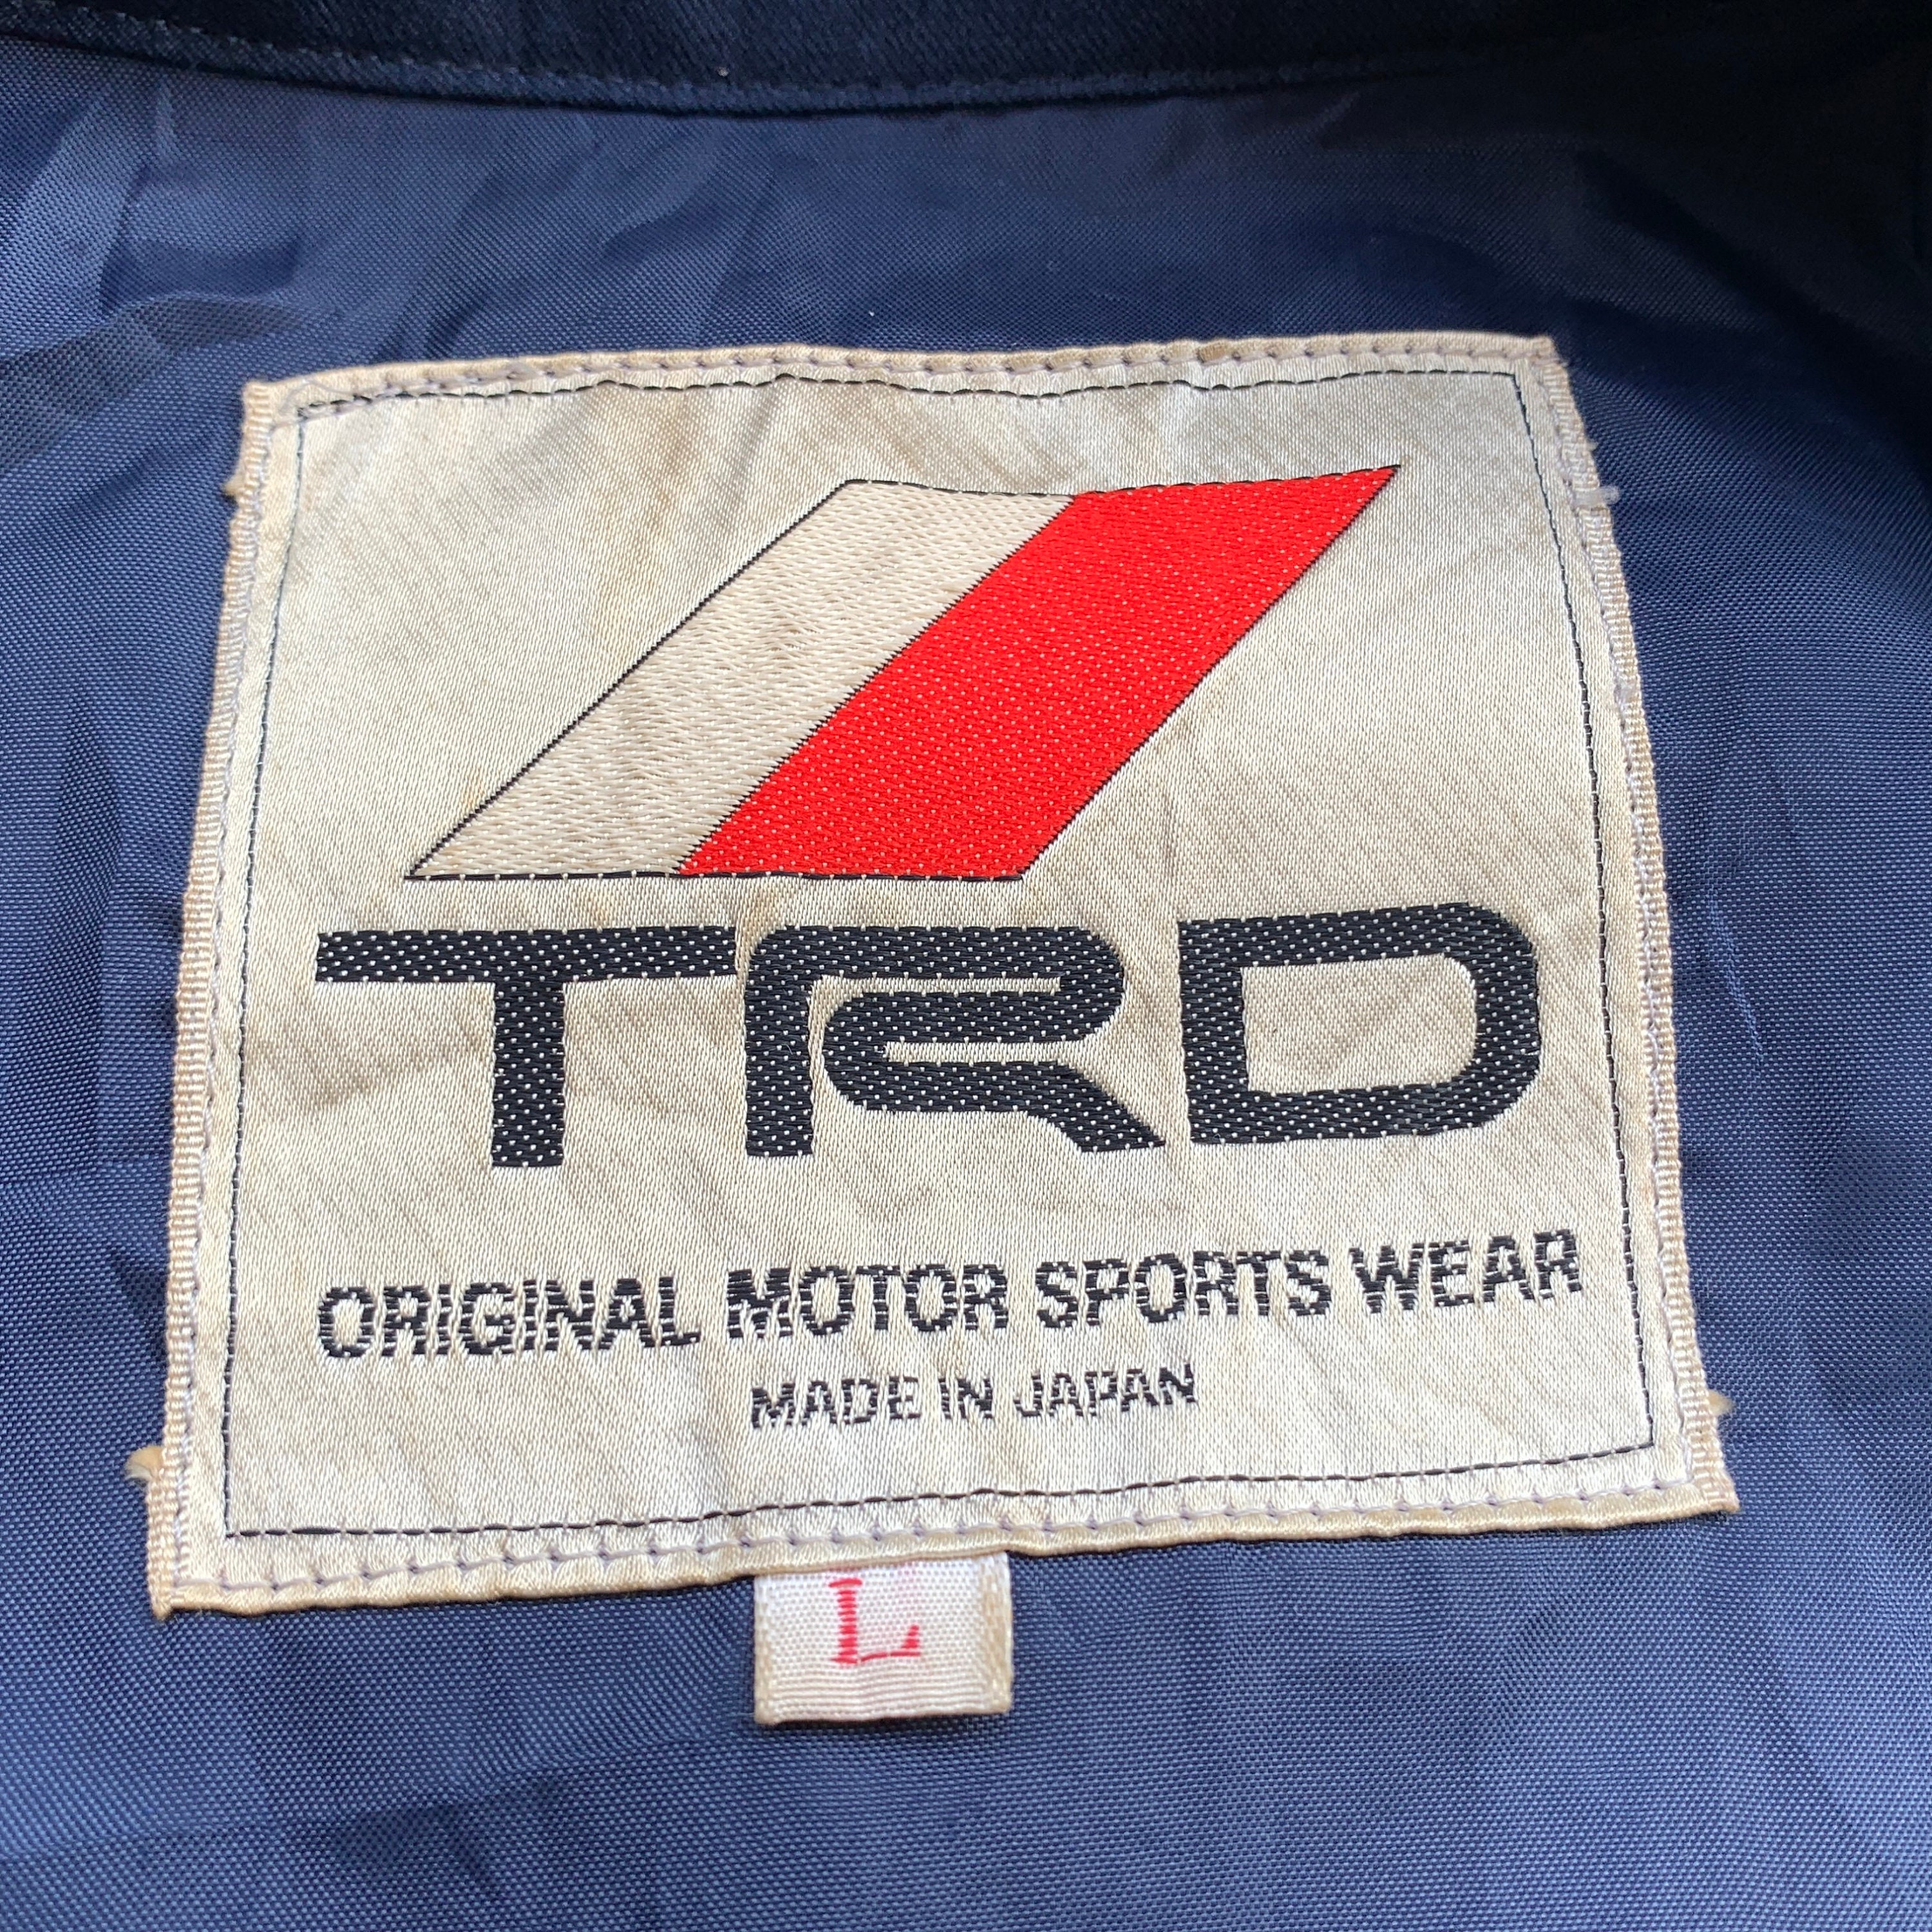 TRD
ORIGINAL MOTOR SPORTS WEAR
MADE IN JAPAN
L